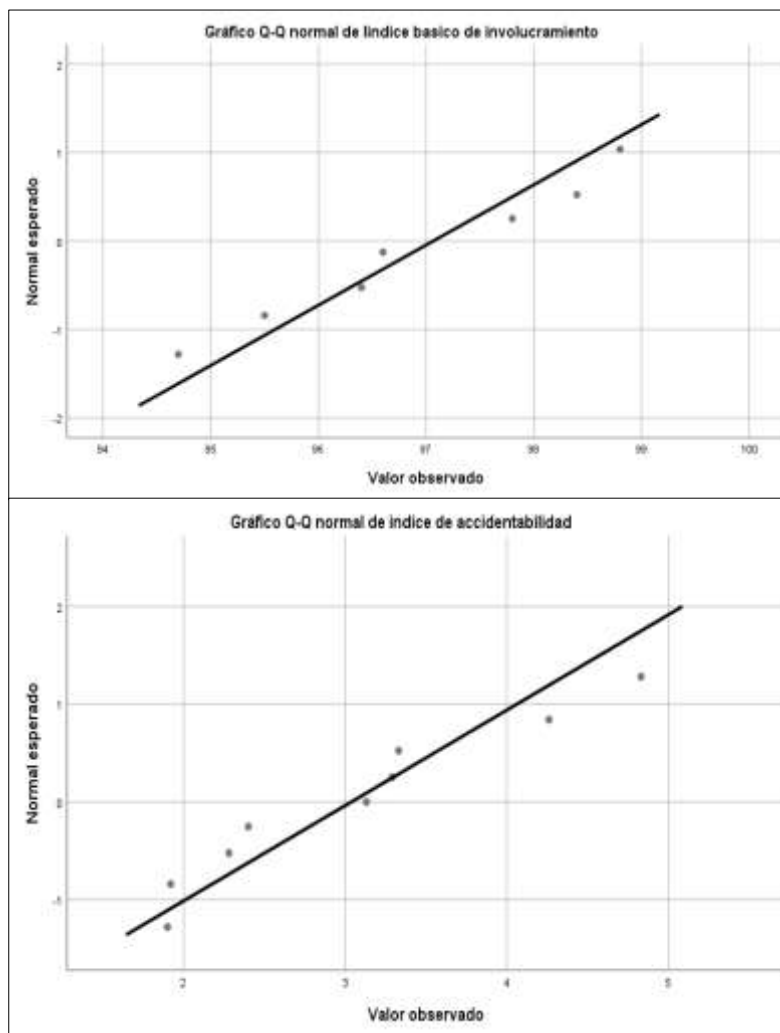 Gráfico Q-Q normal de lindice basico de involucramiento
Normal esperado
2
1
0
-1
-2
94 95 96 97 98 99 100
Valor observado
Gráfico Q-Q normal de indice de accidentabilidad
Normal esperado
2
1
0
-1
2 3 4 5
Valor observado